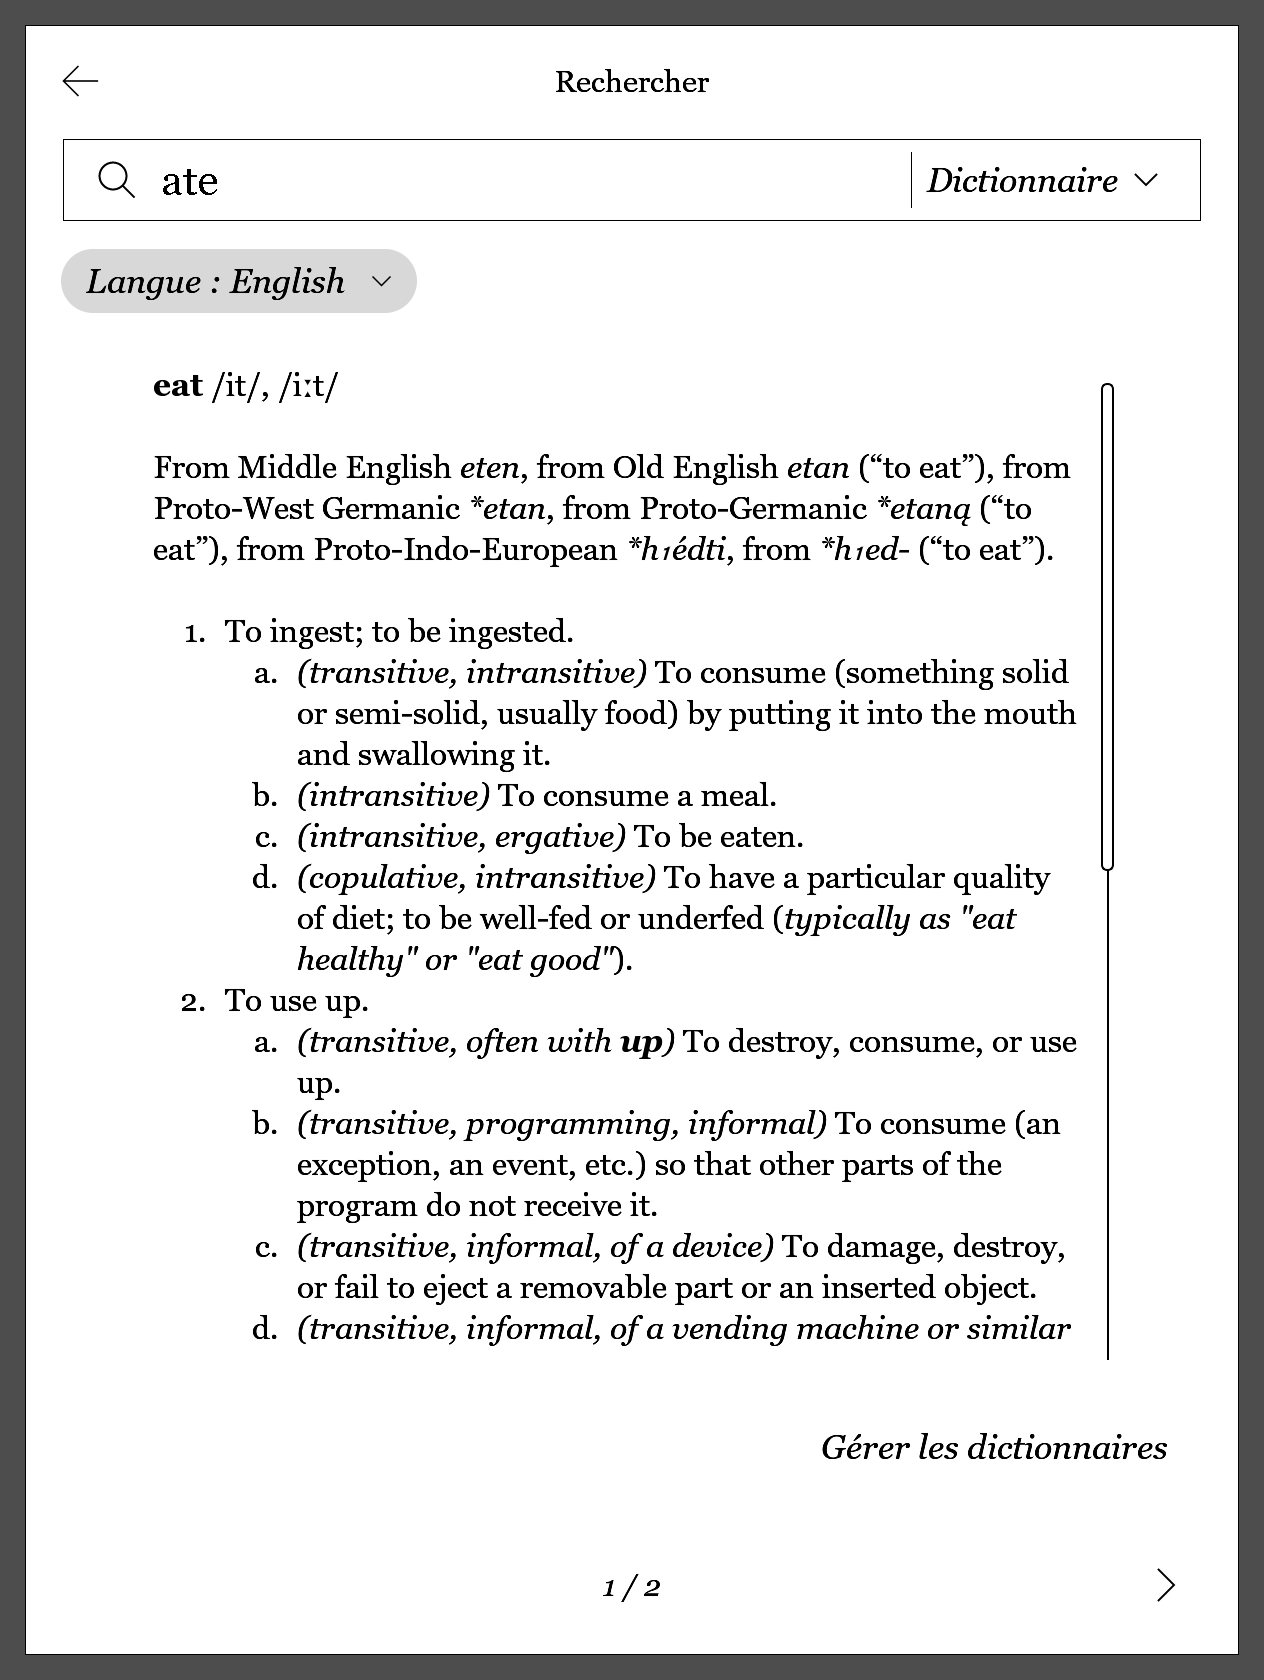 Rechercher
ate
Dictionnaire
Langue : English
eat /it/, /iːt/
From Middle English eten, from Old English etan (“to eat”), from
Proto-West Germanic *etan, from Proto-Germanic *etaną (“to
eat”), from Proto-Indo-European *h₁édti, from *h₁ed- (“to eat”).
1. To ingest; to be ingested.
a. (transitive, intransitive) To consume (something solid
or semi-solid, usually food) by putting it into the mouth
and swallowing it.
b. (intransitive) To consume a meal.
c. (intransitive, ergative) To be eaten.
d. (copulative, intransitive) To have a particular quality
of diet; to be well-fed or underfed (typically as "eat
healthy" or "eat good").
2. To use up.
a. (transitive, often with up) To destroy, consume, or use
up.
b. (transitive, programming, informal) To consume (an
exception, an event, etc.) so that other parts of the
program do not receive it.
c. (transitive, informal, of a device) To damage, destroy,
or fail to eject a removable part or an inserted object.
d. (transitive, informal, of a vending machine or similar
Gérer les dictionnaires
1 / 2